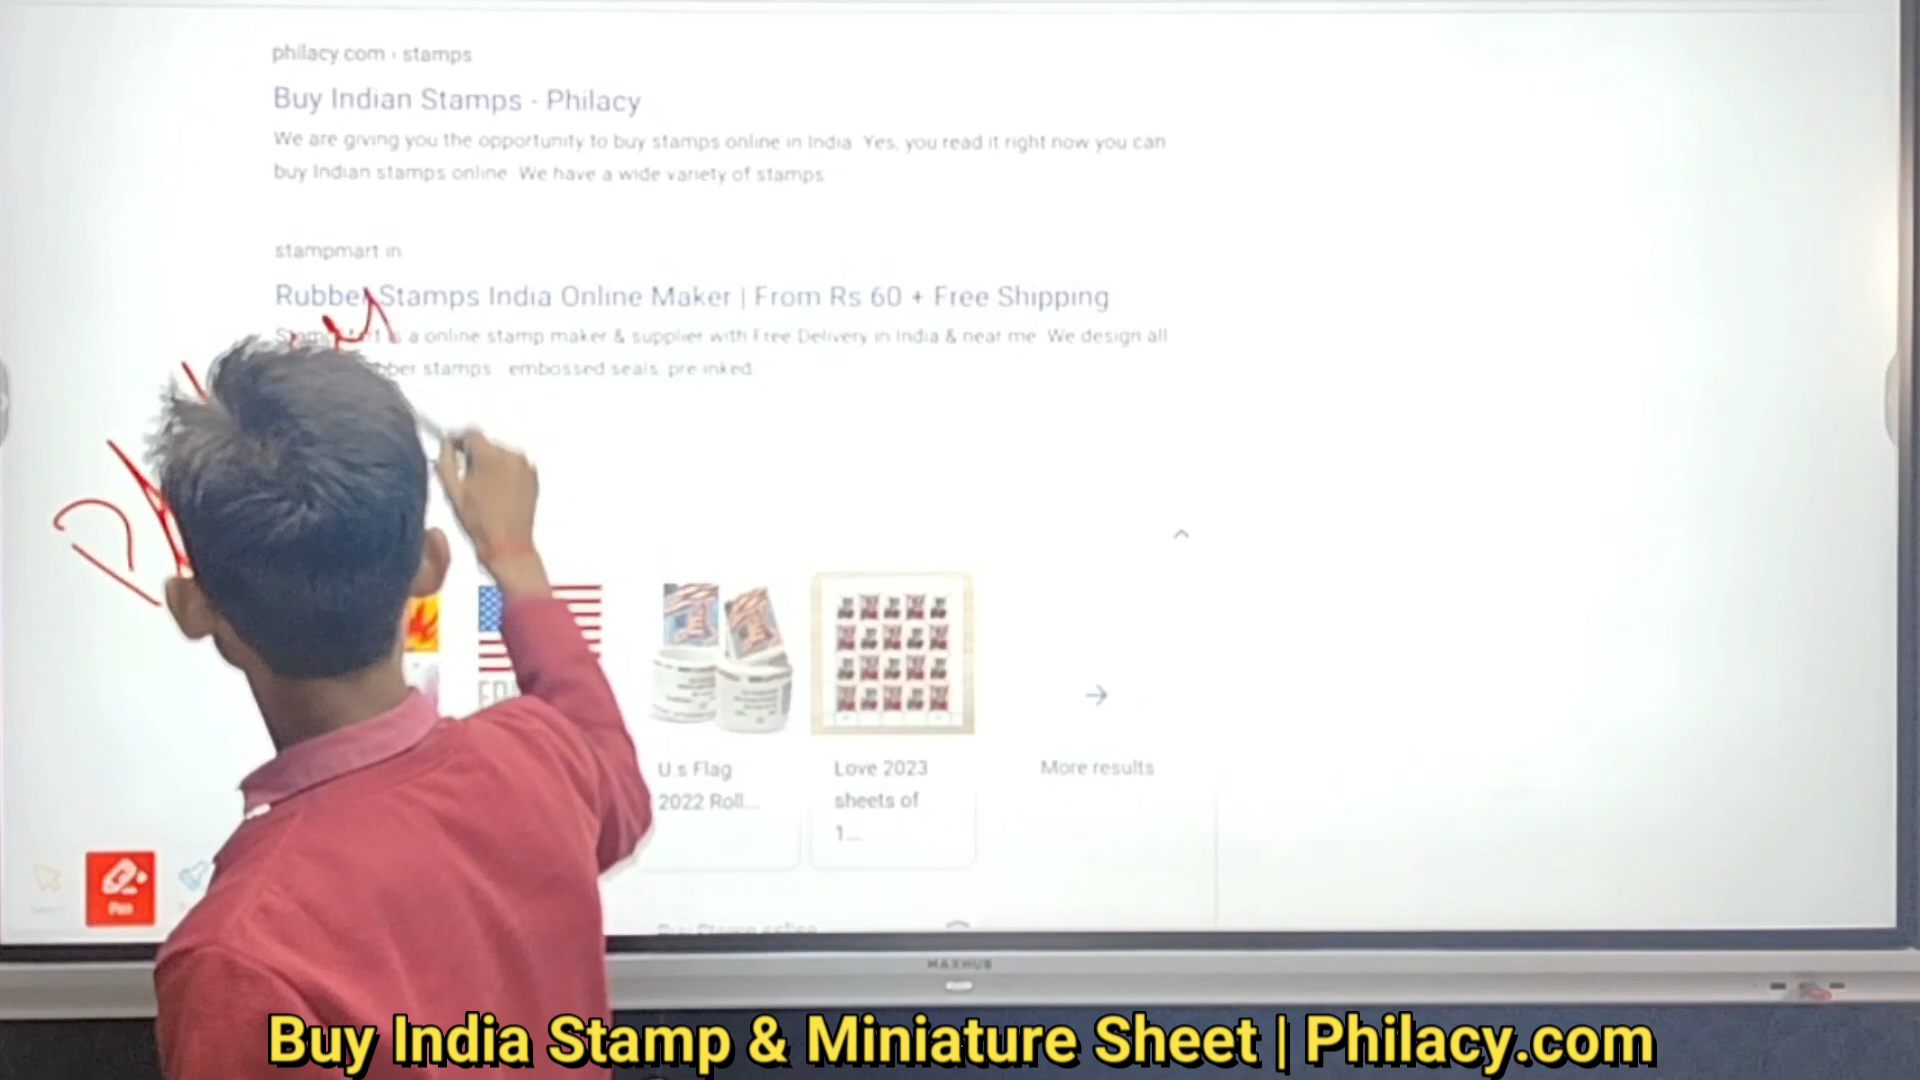 philacy com › stamps
Buy Indian Stamps - Philacy
We are giving you the opportunity to buy stamps online in India Yes, you read it right now you can
buy Indian stamps online We have a wide variety of stamps
stampmart in
Rubber Stamps India Online Maker | From Rs 60 + Free Shipping
is a online stamp maker & supplier with Free Delivery in India & near me We design all
stamps embossed seals pre inked
U s Flag
2022 Roll...
Love 2023
sheets of
1...
More results
Pen
MAXHUB
Buy India Stamp & Miniature Sheet | Philacy.com